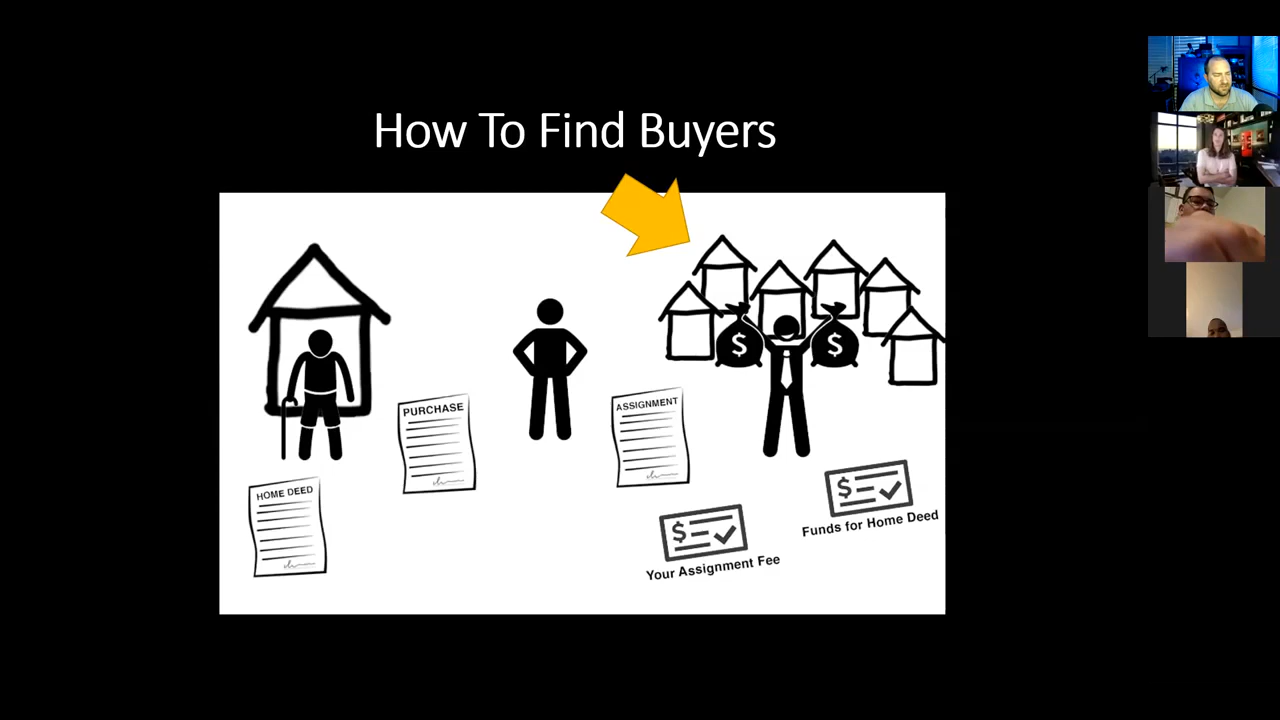 How To Find Buyers
$
$
PURCHASE
ASSIGNMENT
HOME DEED
$
Funds for Home Deed
$
Your Assignment Fee